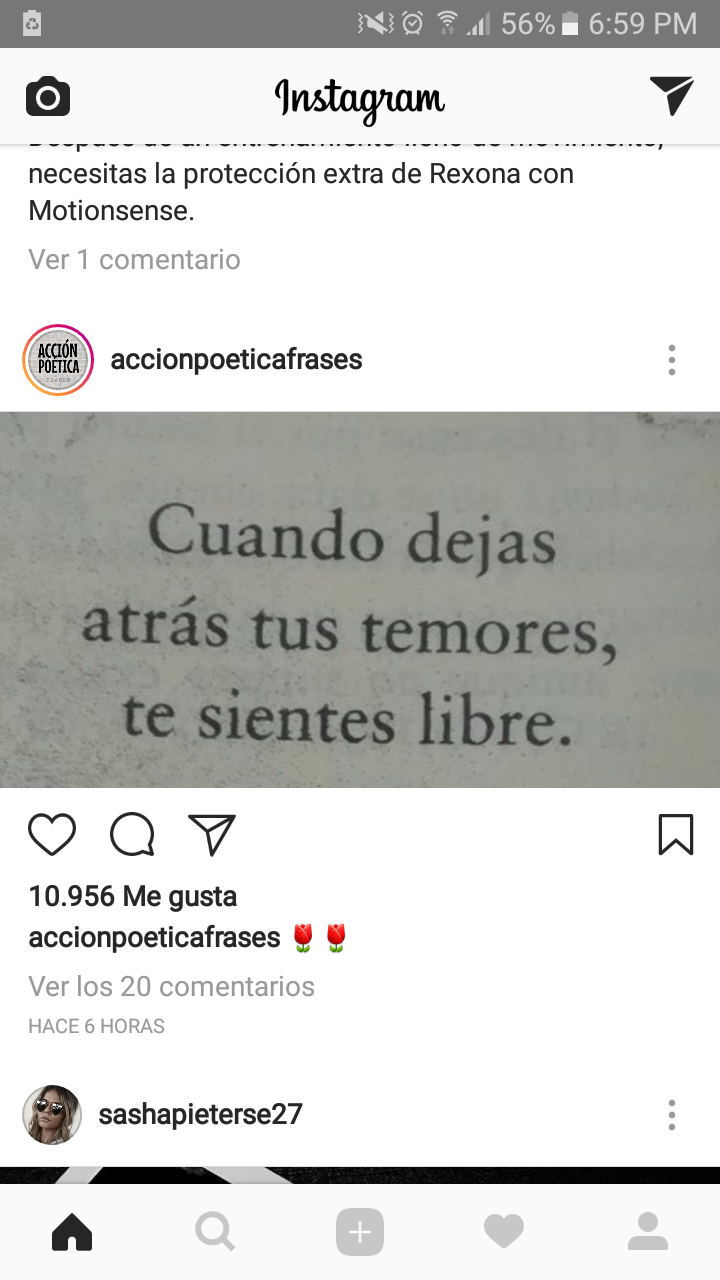 56% 6:59 PM
Instagram
necesitas la protección extra de Rexona con
Motionsense.
Ver 1 comentario
ACCIÓN
POÉTICA
FRASES
accionpoeticafrases
Cuando dejas
atrás tus temores,
te sientes libre.
10.956 Me gusta
accionpoeticafrases 🌷🌷
Ver los 20 comentarios
HACE 6 HORAS
sashapieterse27